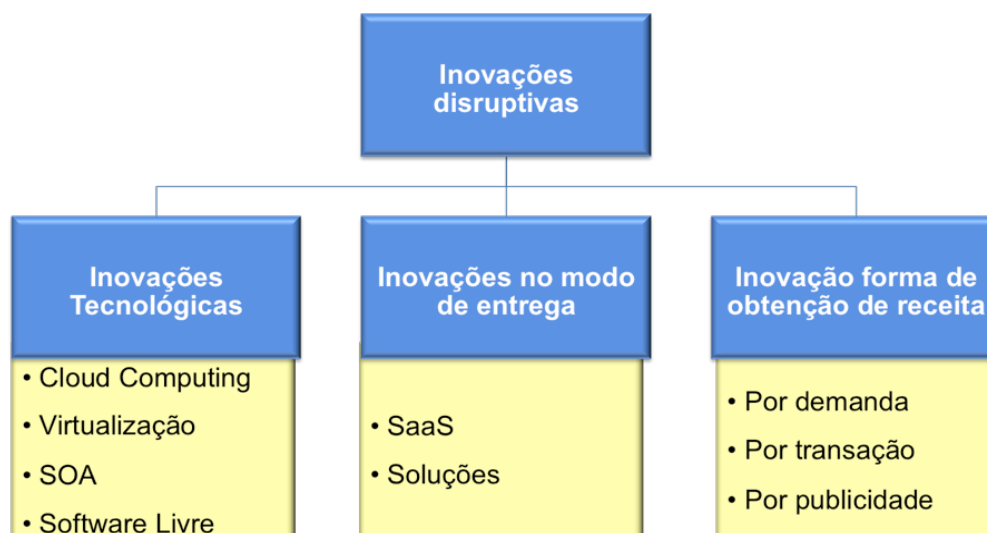 Inovações
disruptivas
Inovações
Tecnológicas
• Cloud Computing
• Virtualização
• SOA
• Software Livre
Inovações no modo
de entrega
• SaaS
• Soluções
Inovação forma de
obtenção de receita
• Por demanda
• Por transação
• Por publicidade